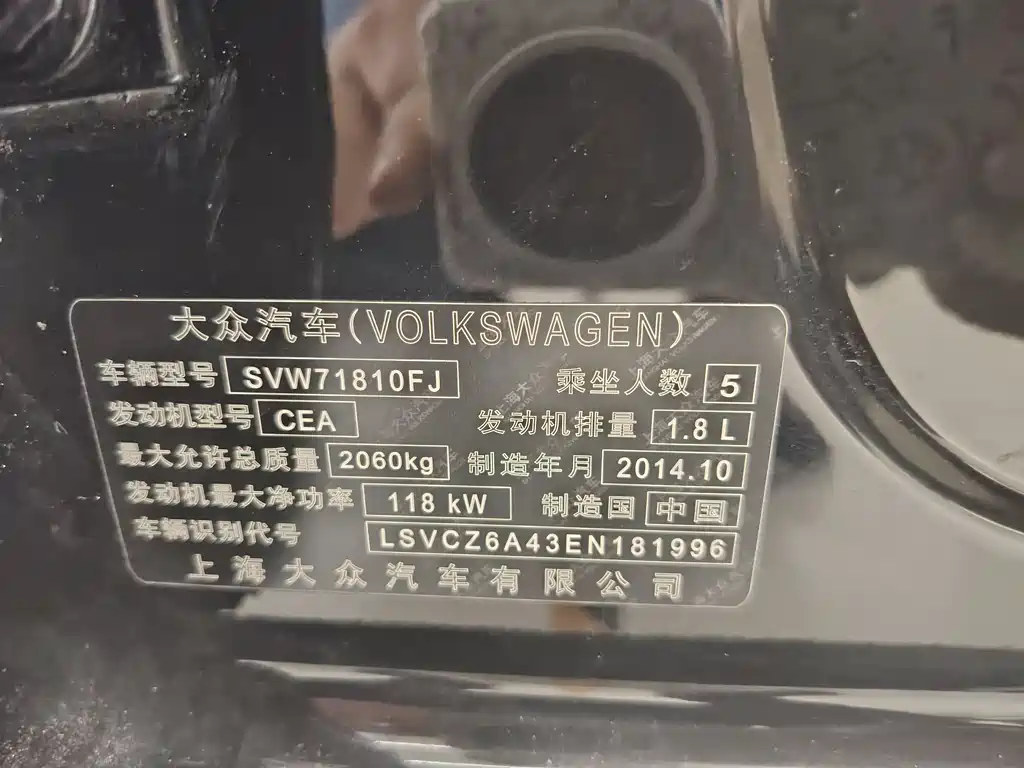 大众汽车(VOLKSWAGEN)
车辆型号 SVW71810FJ 乘坐人数 5
发动机型号 CEA 发动机排量 1.8 L
最大允许总质量 2060kg 制造年月 2014.10
发动机最大净功率 118 kW 制造国 中国
车辆识别代号 LSVCZ6A43EN181996
上海大众汽车有限公司